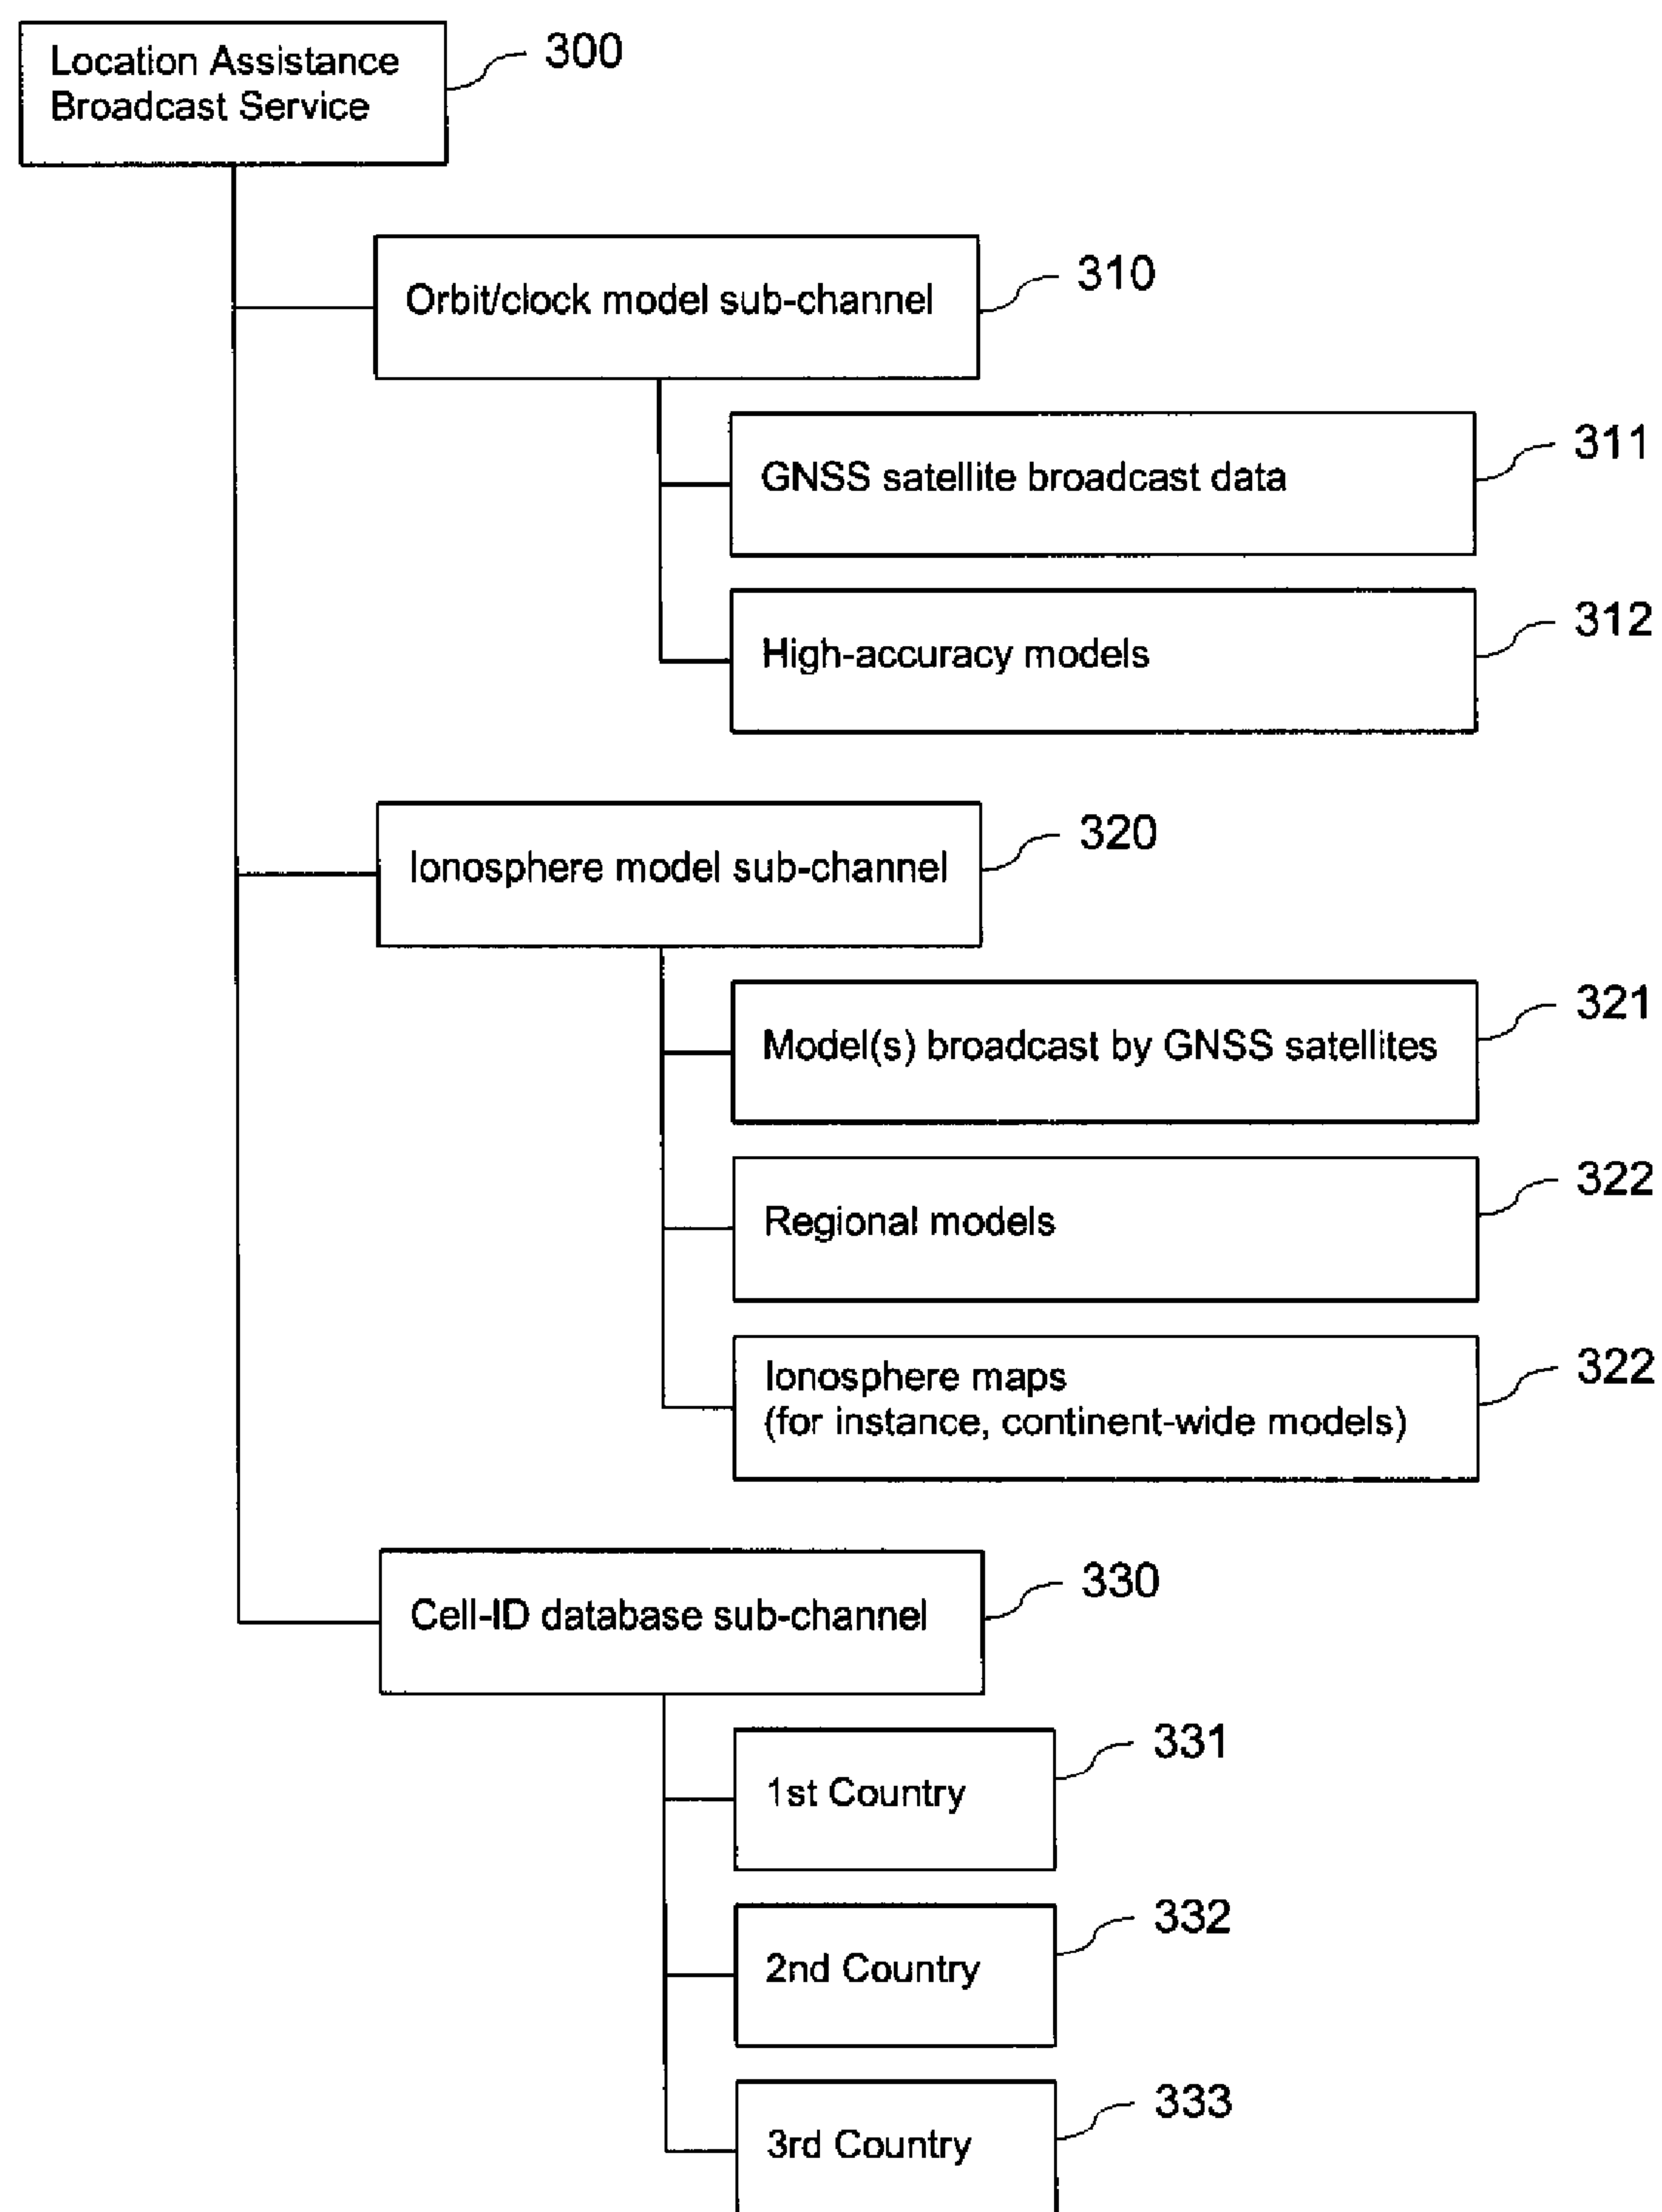 Location Assistance
Broadcast Service
300
Orbit/clock model sub-channel
310
GNSS satellite broadcast data
311
High-accuracy models
312
Ionosphere model sub-channel
320
Model(s) broadcast by GNSS satellites
321
Regional models
322
Ionosphere maps
(for instance, continent-wide models)
322
Cell-ID database sub-channel
330
1st Country
331
2nd Country
332
3rd Country
333